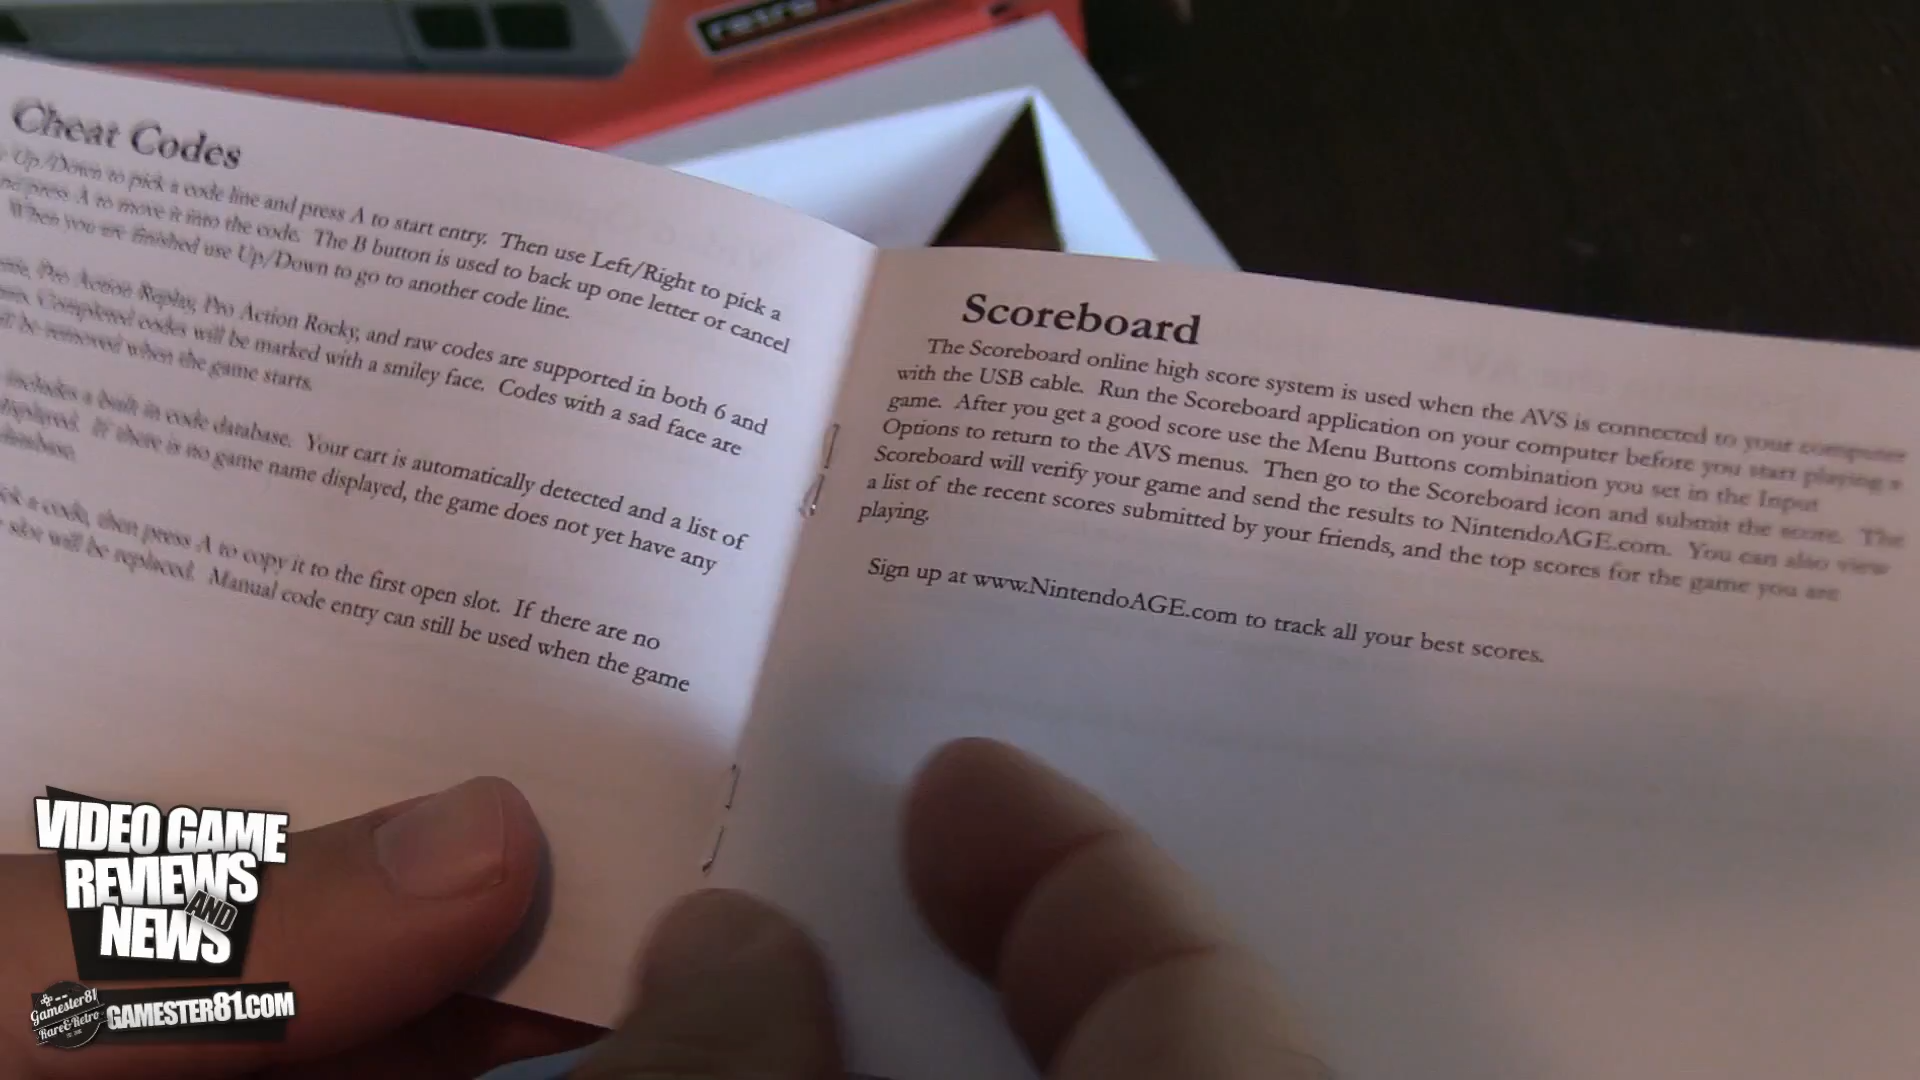 retro
Cheat Codes
Up/Down to pick a code line and press A to start entry. Then use Left/Right to pick a
press A to move it into the code. The B button is used to back up one letter or cancel
When you are finished use Up/Down to go to another code line.
Pro Action Replay, Pro Action Rocky, and raw codes are supported in both 6 and
Completed codes will be marked with a smiley face. Codes with a sad face are
be removed when the game starts.
includes a built in code database. Your cart is automatically detected and a list of
displayed. If there is no game name displayed, the game does not yet have any
database.
a code, then press A to copy it to the first open slot. If there are no
slot will be replaced. Manual code entry can still be used when the game
Scoreboard
The Scoreboard online high score system is used when the AVS is connected to your computer
with the USB cable. Run the Scoreboard application on your computer before you start playing a
game. After you get a good score use the Menu Buttons combination you set in the Input
Options to return to the AVS menus. Then go to the Scoreboard icon and submit the score. The
Scoreboard will verify your game and send the results to NintendoAGE.com. You can also view
a list of the recent scores submitted by your friends, and the top scores for the game you are
playing.
Sign up at www.NintendoAGE.com to track all your best scores.
VIDEO GAME
REVIEWS
AND
NEWS
Gamester81
Rare&Retro
GAMESTER81.COM